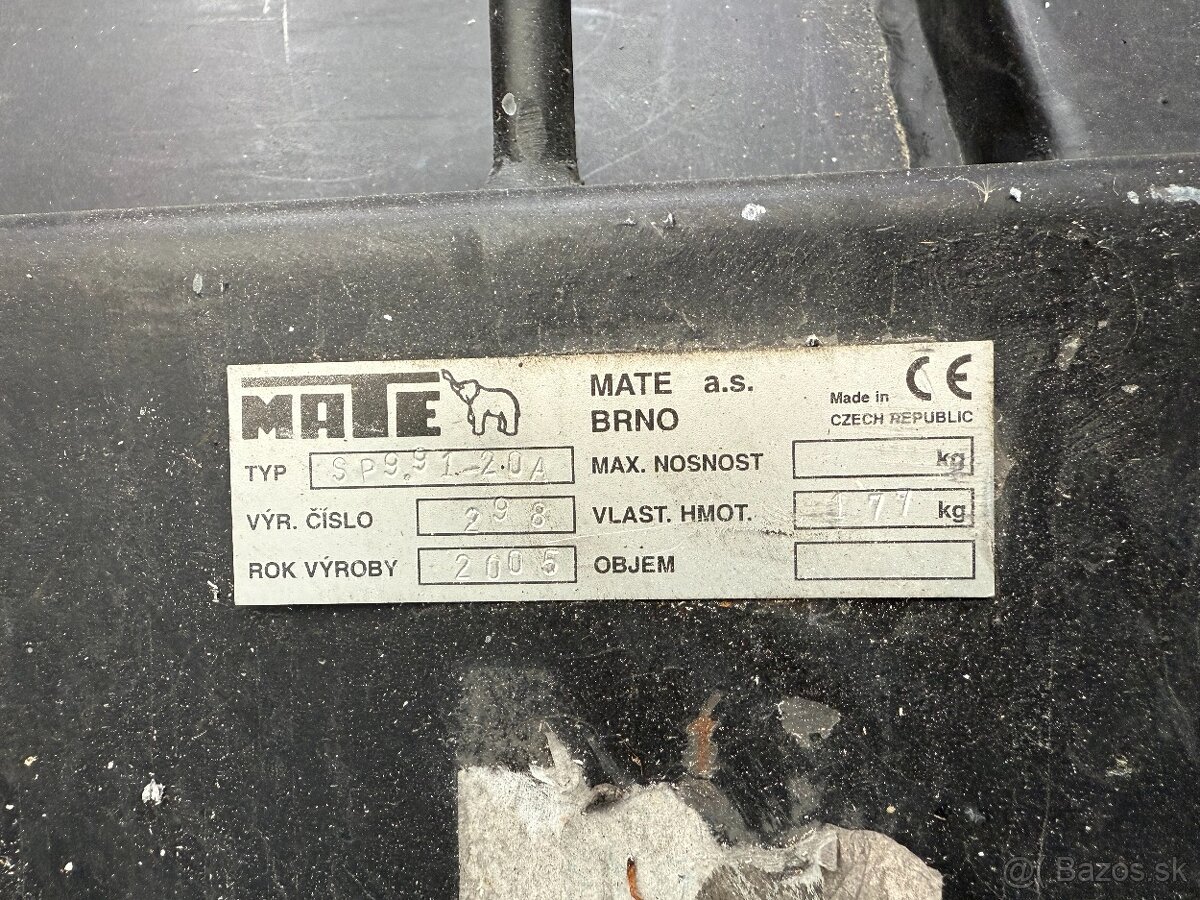 MATE
MATE a.s.
BRNO
Made in
CZECH REPUBLIC
CE
TYP SP9.91-20A
VÝR. ČÍSLO 298
ROK VÝROBY 2005
MAX. NOSNOST kg
VLAST. HMOT. 177 kg
OBJEM
Bazos.sk